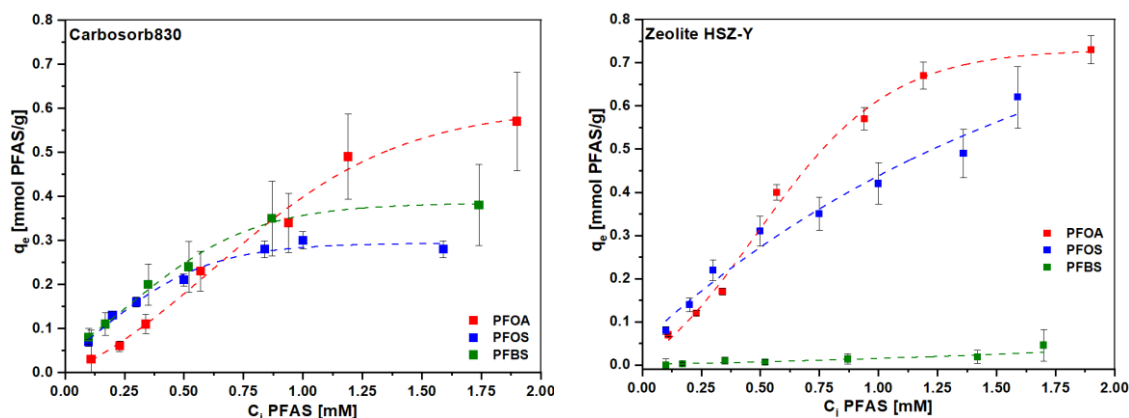 Carbosorb830
qe [mmol PFAS/g]
0.8
0.7
0.6
0.5
0.4
0.3
0.2
0.1
0.0
0.00 0.25 0.50 0.75 1.00 1.25 1.50 1.75 2.00
Ci PFAS [mM]
PFOA
PFOS
PFBS
Zeolite HSZ-Y
qe [mmol PFAS/g]
0.8
0.7
0.6
0.5
0.4
0.3
0.2
0.1
0.0
0.00 0.25 0.50 0.75 1.00 1.25 1.50 1.75 2.00
Ci PFAS [mM]
PFOA
PFOS
PFBS